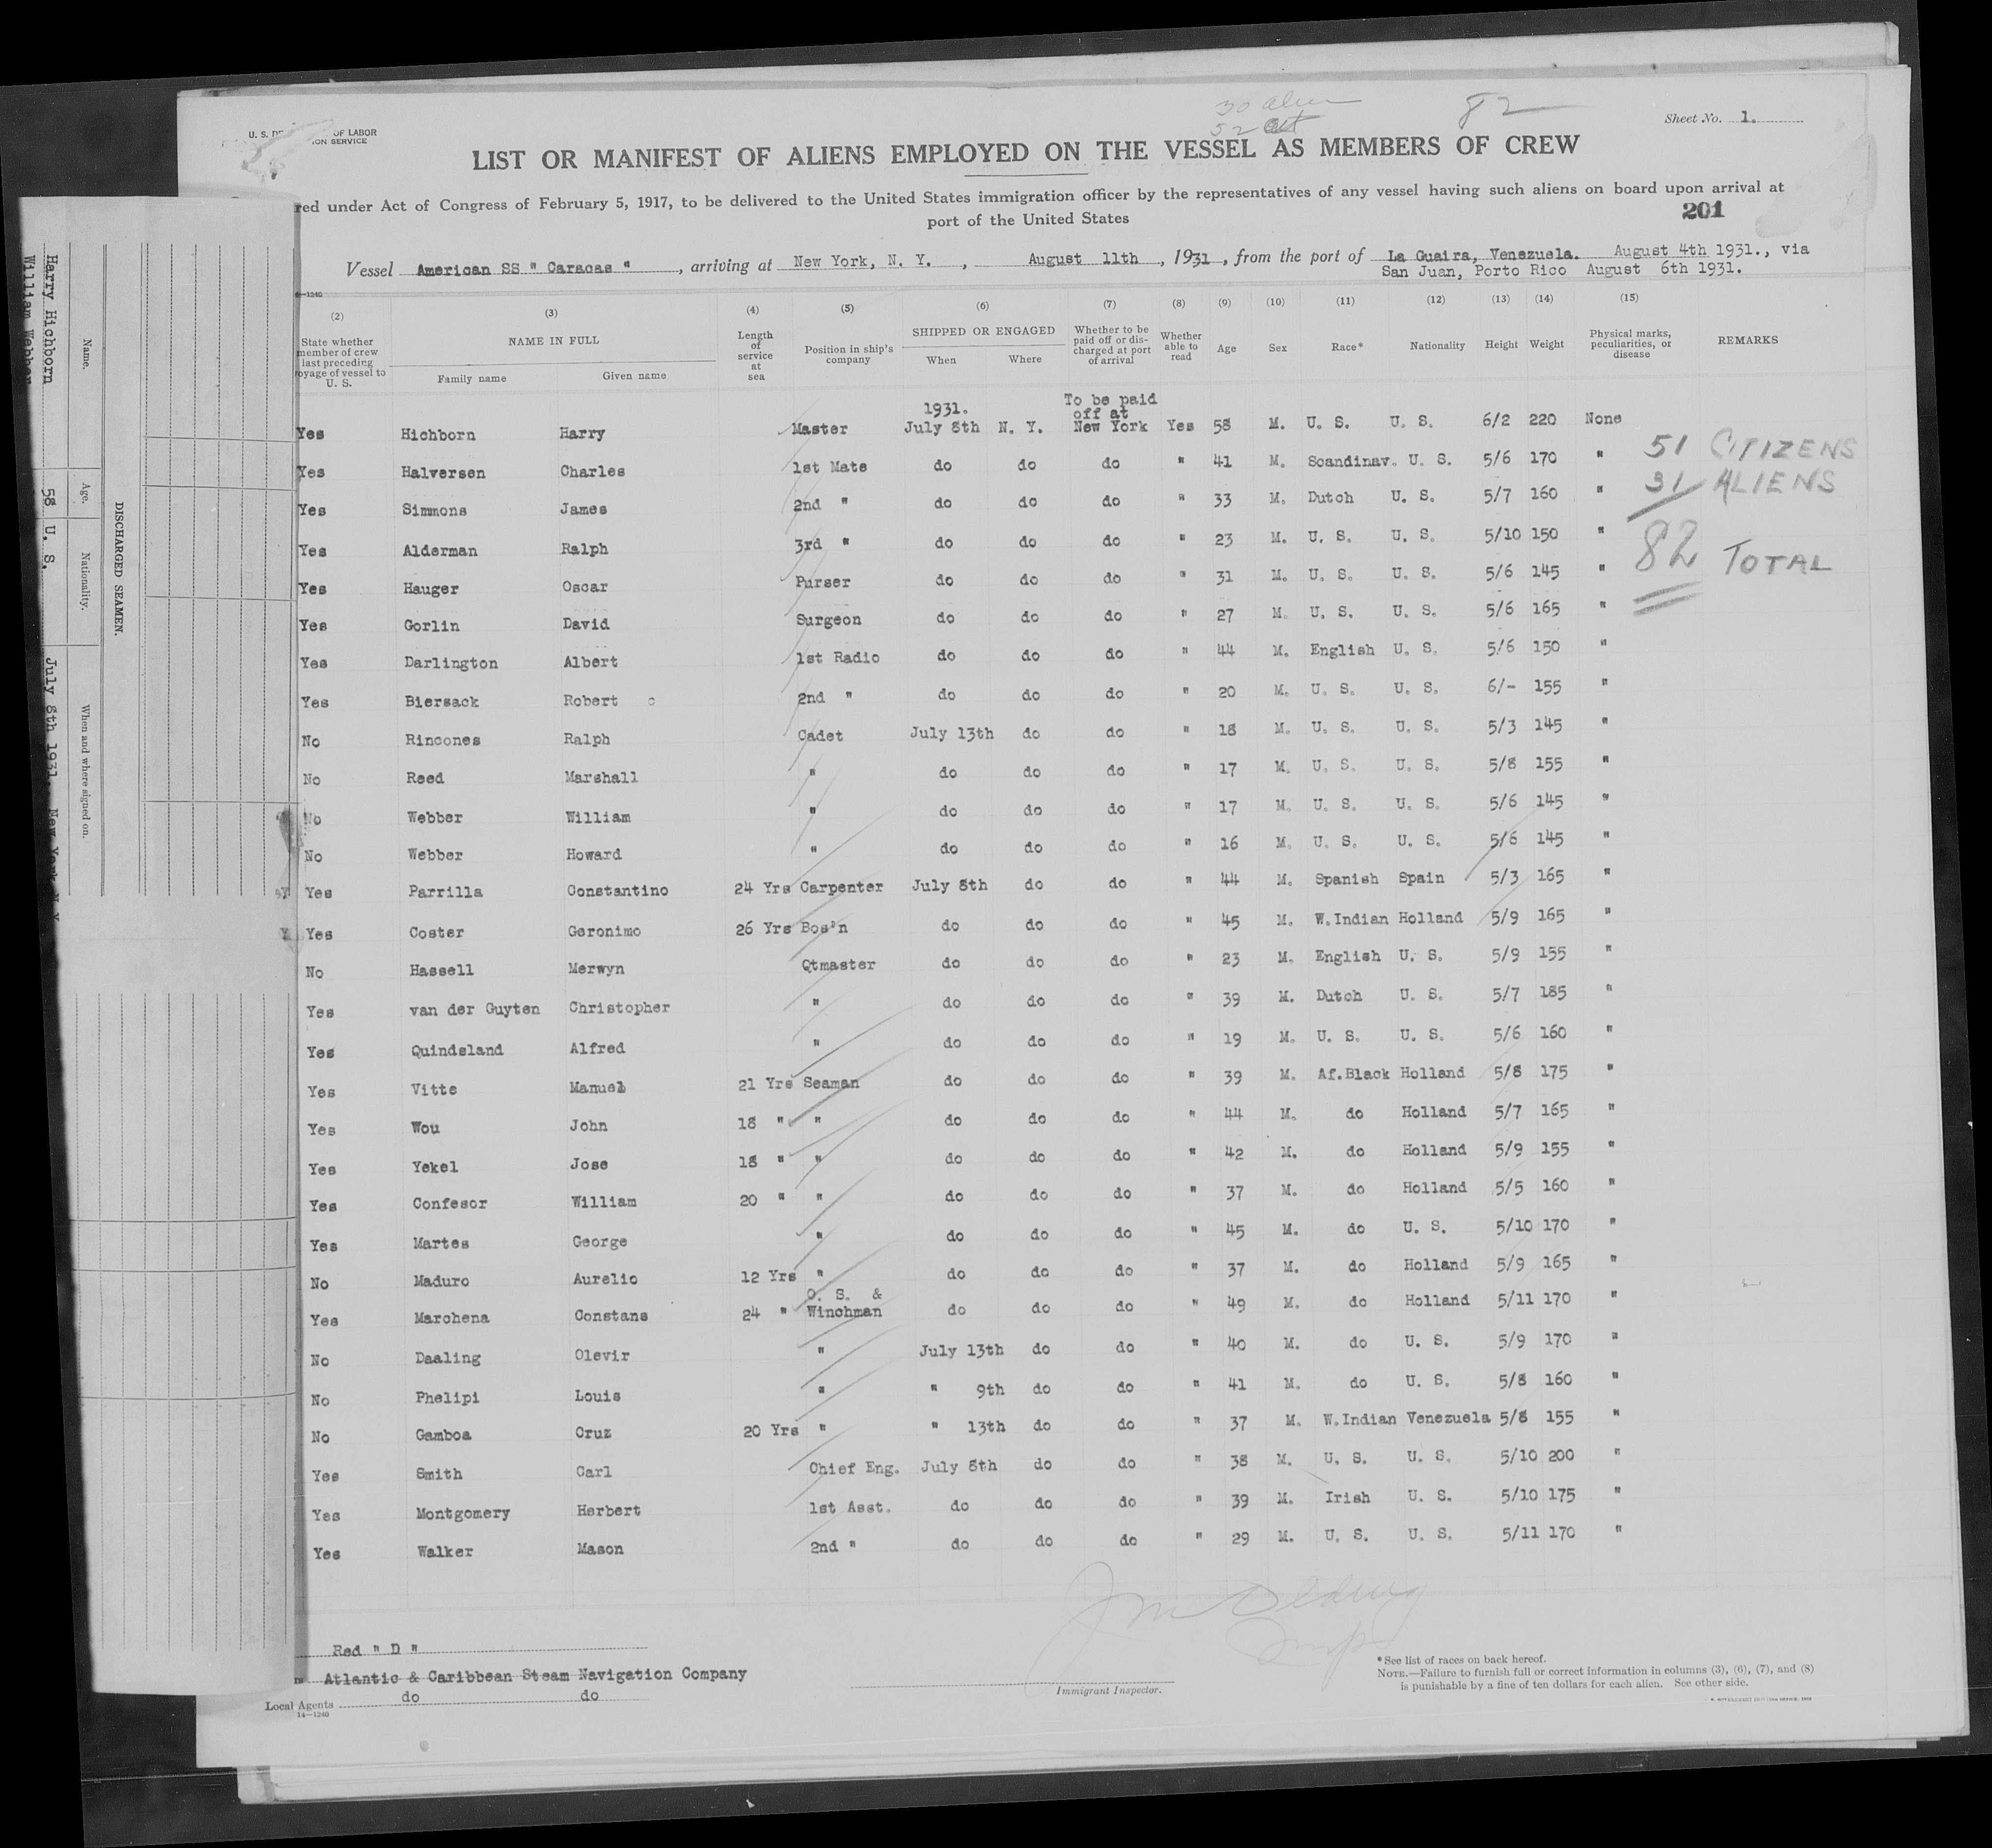 30 alien
52 cit
82
Sheet No. 1.
OF LABOR
ION SERVICE
LIST OR MANIFEST OF ALIENS EMPLOYED ON THE VESSEL AS MEMBERS OF CREW
red under Act of Congress of February 5, 1917, to be delivered to the United States immigration officer by the representatives of any vessel having such aliens on board upon arrival at
port of the United States
201
Vessel American SS " Caracas ", arriving at New York, N. Y., August 11th, 1931, from the port of La Guaira, Venezuela. August 4th 1931., via
San Juan, Porto Rico August 6th 1931.
(2) (3) (4) (5) (6) (7) (8) (9) (10) (11) (12) (13) (14) (15)
State whether member of crew last preceding oyage of vessel to U. S.
NAME IN FULL
Family name Given name
Length of service at sea
Position in ship's company
SHIPPED OR ENGAGED
When Where
Whether to be paid off or discharged at port of arrival
Whether able to read
Age Sex Race* Nationality Height Weight
Physical marks, peculiarities, or disease
REMARKS
1931. To be paid off at
Yes Hichborn Harry Master July 8th N. Y. New York Yes 58 M. U. S. U. S. 6/2 220 None
Yes Halversen Charles 1st Mate do do do " 41 M. Scandinav. U. S. 5/6 170 "
Yes Simmons James 2nd " do do do " 33 M. Dutch U. S. 5/7 160 "
Yes Alderman Ralph 3rd " do do do " 23 M. U. S. U. S. 5/10 150 "
Yes Hauger Oscar Purser do do do " 31 M. U. S. U. S. 5/6 145 "
Yes Gorlin David Surgeon do do do " 27 M. U. S. U. S. 5/6 165 "
Yes Darlington Albert 1st Radio do do do " 44 M. English U. S. 5/6 150 "
Yes Biersack Robert c 2nd " do do do " 20 M. U. S. U. S. 6/- 155 "
No Rincones Ralph Cadet July 13th do do " 18 M. U. S. U. S. 5/3 145 "
No Reed Marshall " do do do " 17 M. U. S. U. S. 5/8 155 "
No Webber William " do do do " 17 M. U. S. U. S. 5/6 145 "
No Webber Howard " do do do " 16 M. U. S. U. S. 5/6 145 "
Yes Parrilla Constantino 24 Yrs Carpenter July 8th do do " 44 M. Spanish Spain 5/3 165 "
Yes Coster Geronimo 26 Yrs Bos'n do do do " 45 M. W.Indian Holland 5/9 165 "
No Hassell Merwyn Qtmaster do do do " 23 M. English U. S. 5/9 155 "
Yes van der Guyten Christopher " do do do " 39 M. Dutch U. S. 5/7 185 "
Yes Quindsland Alfred " do do do " 19 M. U. S. U. S. 5/6 160 "
Yes Vitte Manuel 21 Yrs Seaman do do do " 39 M. Af.Black Holland 5/8 175 "
Yes Wou John 18 " " do do do " 44 M. do Holland 5/7 165 "
Yes Yekel Jose 18 " " do do do " 42 M. do Holland 5/9 155 "
Yes Confesor William 20 " " do do do " 37 M. do Holland 5/5 160 "
Yes Martes George " do do do " 45 M. do U. S. 5/10 170 "
No Maduro Aurelio 12 Yrs " do do do " 37 M. do Holland 5/9 165 "
O. S. &
Yes Marchena Constans 24 " Winchman do do do " 49 M. do Holland 5/11 170 "
No Daaling Olevir " July 13th do do " 40 M. do U. S. 5/9 170 "
No Phelipi Louis " " 9th do do " 41 M. do U. S. 5/8 160 "
No Gamboa Cruz 20 Yrs " " 13th do do " 37 M. W.Indian Venezuela 5/8 155 "
Yes Smith Carl Chief Eng. July 8th do do " 38 M. U. S. U. S. 5/10 200 "
Yes Montgomery Herbert 1st Asst. do do do " 39 M. Irish U. S. 5/10 175 "
Yes Walker Mason 2nd " do do do " 29 M. U. S. U. S. 5/11 170 "
51 CITIZENS
31 ALIENS
82 TOTAL
Red " D "
Atlantic & Caribbean Steam Navigation Company
Local Agents do do
14—1240
Immigrant Inspector.
* See list of races on back hereof.
NOTE.—Failure to furnish full or correct information in columns (3), (6), (7), and (8)
is punishable by a fine of ten dollars for each alien. See other side.
DISCHARGED SEAMEN.
Name. Age. Nationality. When and where signed on.
Harry Hichborn 58 U. S. July 8th 1931. New York N.Y.
William Webber